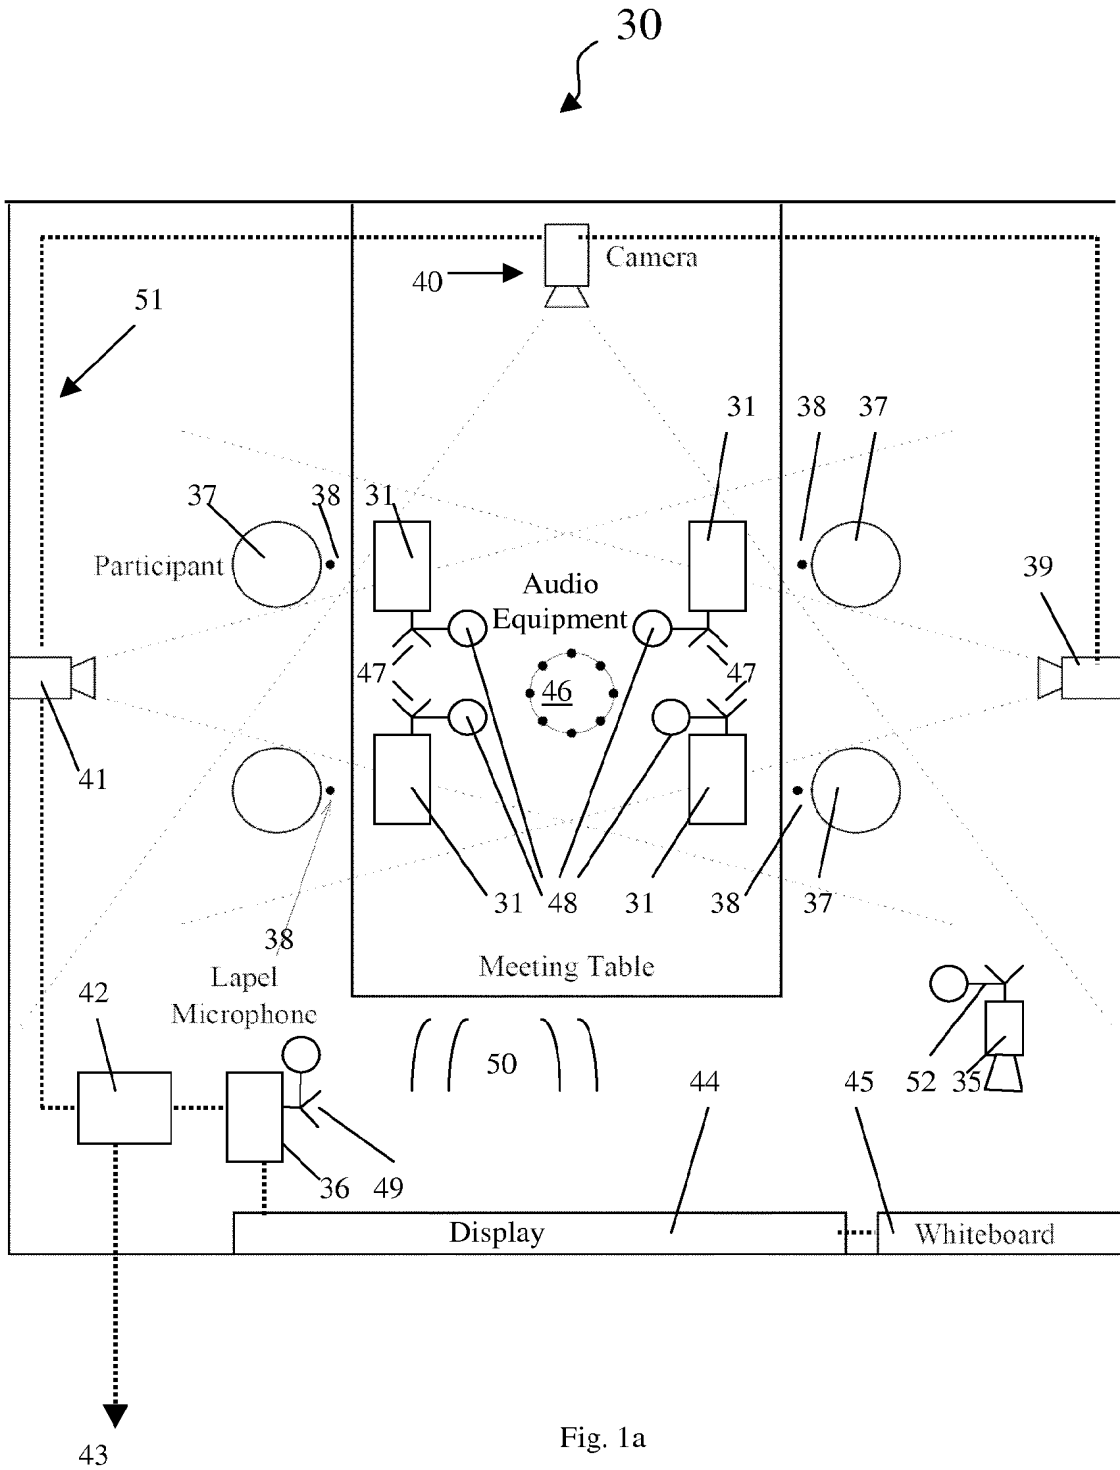 30
Camera
40
51
31 38 37
37 38 31
Participant
Audio
Equipment
39
47 46 47
41
31 48 31 38 37
38
Lapel
Microphone
Meeting Table
42
50
44 45 52 35
36 49
Display
Whiteboard
43
Fig. 1a